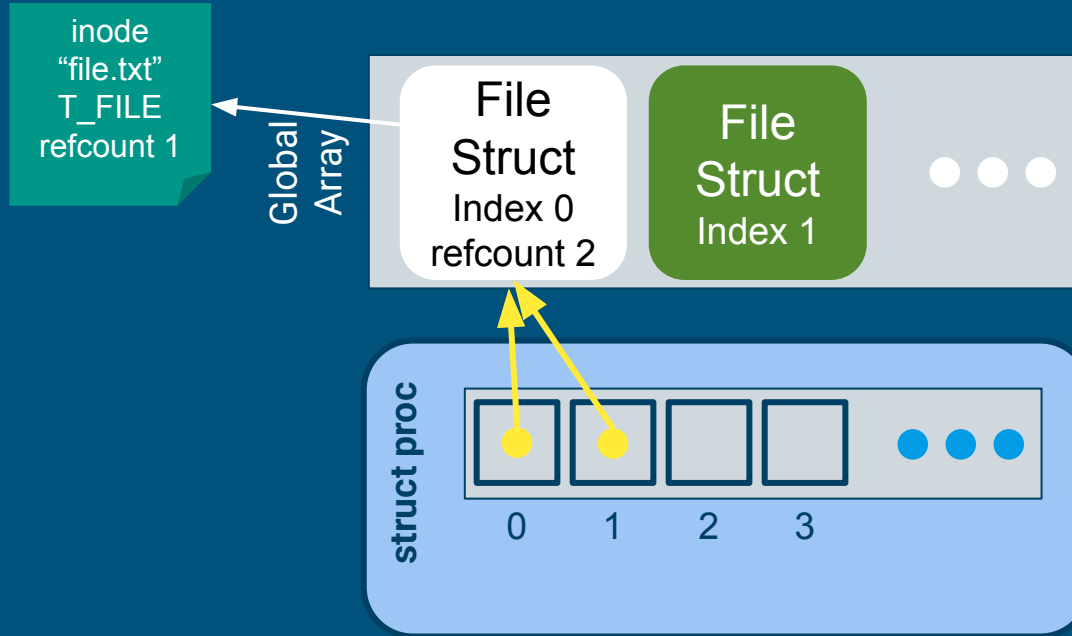 inode
“file.txt”
T_FILE
refcount 1
Global
Array
File
Struct
Index 0
refcount 2
File
Struct
Index 1
struct proc
0 1 2 3